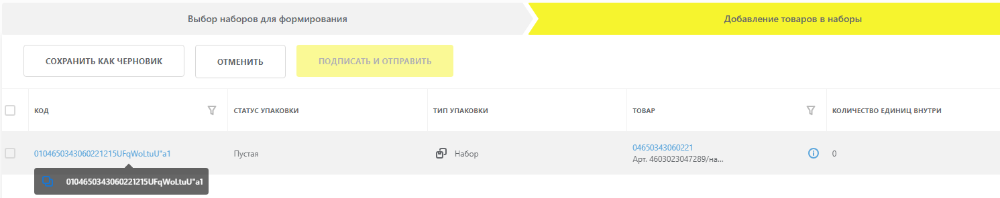 Выбор наборов для формирования
Добавление товаров в наборы
СОХРАНИТЬ КАК ЧЕРНОВИК
ОТМЕНИТЬ
ПОДПИСАТЬ И ОТПРАВИТЬ
КОД
СТАТУС УПАКОВКИ
ТИП УПАКОВКИ
ТОВАР
КОЛИЧЕСТВО ЕДИНИЦ ВНУТРИ
0104650343060221215UFqWoLtuU"a1
Пустая
Набор
04650343060221
Арт. 4603023047289/на...
0
0104650343060221215UFqWoLtuU"a1